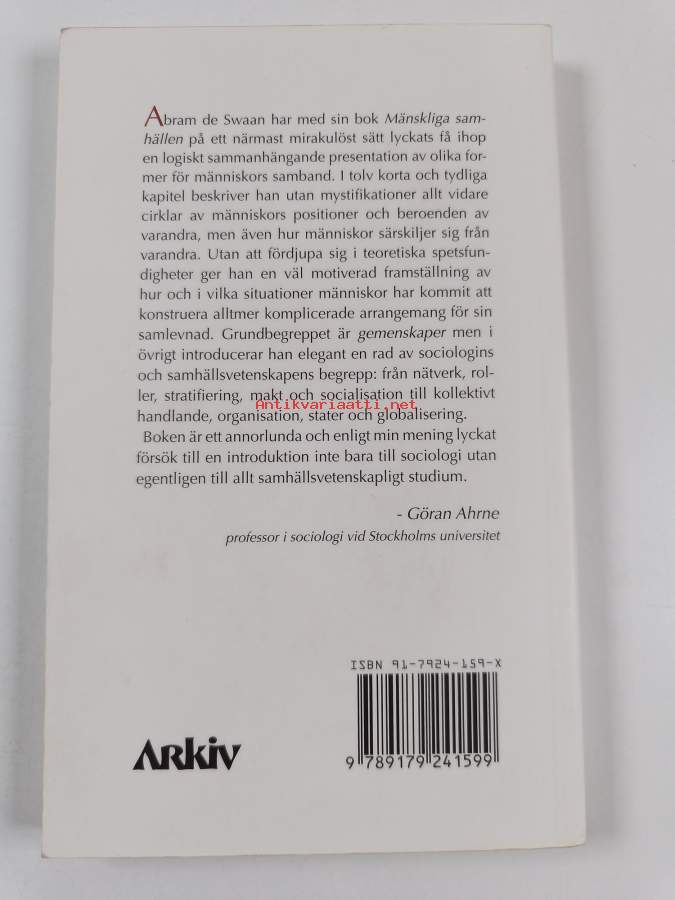 Abram de Swaan har med sin bok Mänskliga sam-
hällen på ett närmast mirakulöst sätt lyckats få ihop
en logiskt sammanhängande presentation av olika for-
mer för människors samband. I tolv korta och tydliga
kapitel beskriver han utan mystifikationer allt vidare
cirklar av människors positioner och beroenden av
varandra, men även hur människor särskiljer sig från
varandra. Utan att fördjupa sig i teoretiska spetsfun-
digheter ger han en väl motiverad framställning av
hur och i vilka situationer människor har kommit att
konstruera alltmer komplicerade arrangemang för sin
samlevnad. Grundbegreppet är gemenskaper men i
övrigt introducerar han elegant en rad av sociologins
och samhällsvetenskapens begrepp: från nätverk, rol-
ler, stratifiering, makt och socialisation till kollektivt
Antikvariaatti.net
handlande, organisation, stater och globalisering.
Boken är ett annorlunda och enligt min mening lyckat
försök till en introduktion inte bara till sociologi utan
egentligen till allt samhällsvetenskapligt studium.
- Göran Ahrne
professor i sociologi vid Stockholms universitet
ISBN 91-7924-159-X
Arkiv
9 789179 241599